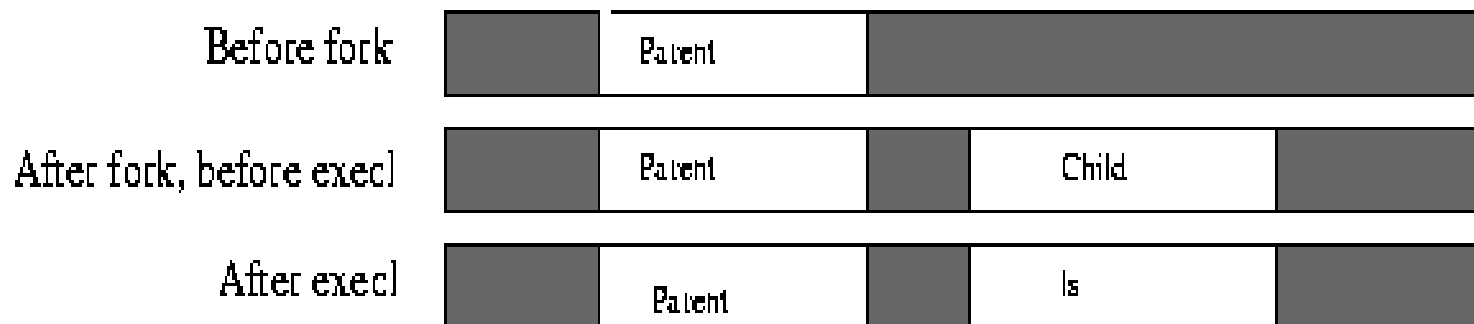 Before fork
Parent
After fork, before execl
Parent
Child
After execl
Parent
ls